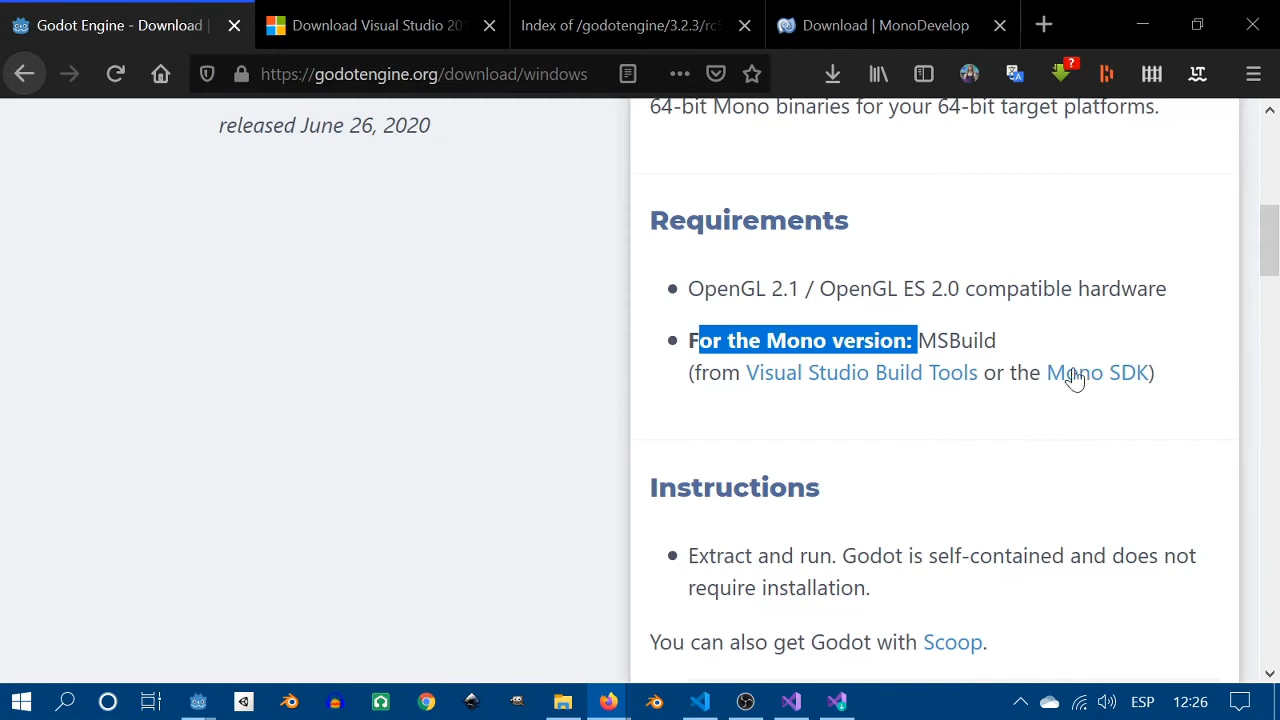 Godot Engine - Download |
Download Visual Studio 20
Index of /godotengine/3.2.3/rc5
Download | MonoDevelop
https://godotengine.org/download/windows
?
released June 26, 2020
64-bit Mono binaries for your 64-bit target platforms.
Requirements
OpenGL 2.1 / OpenGL ES 2.0 compatible hardware
For the Mono version: MSBuild
(from Visual Studio Build Tools or the Mono SDK)
Instructions
Extract and run. Godot is self-contained and does not
require installation.
You can also get Godot with Scoop.
ESP
12:26